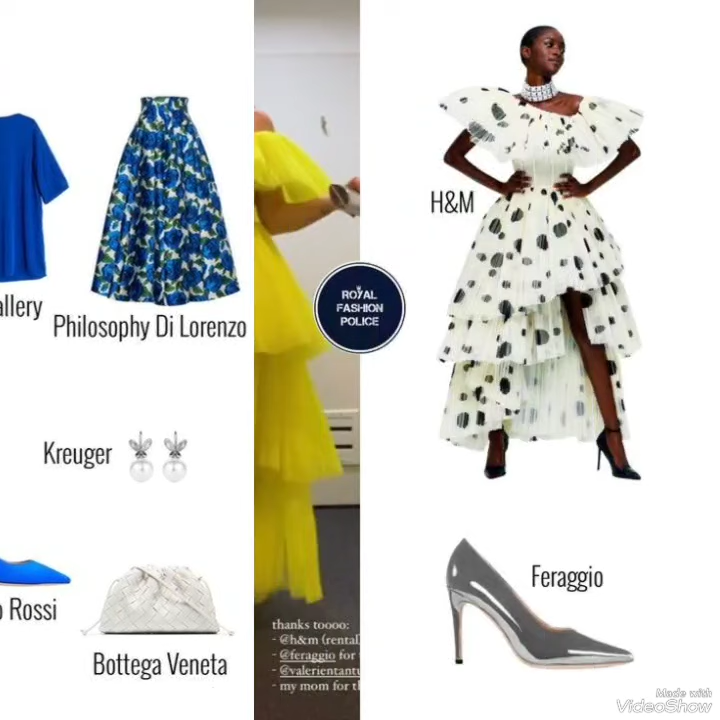 allery
Philosophy Di Lorenzo
Kreuger
o Rossi
Bottega Veneta
ROYAL
FASHION
POLICE
thanks toooo:
- @h&m (rental
- @feraggio for
- @valerientantu
- my mom for th
H&M
Feraggio
Made with
VideoShow